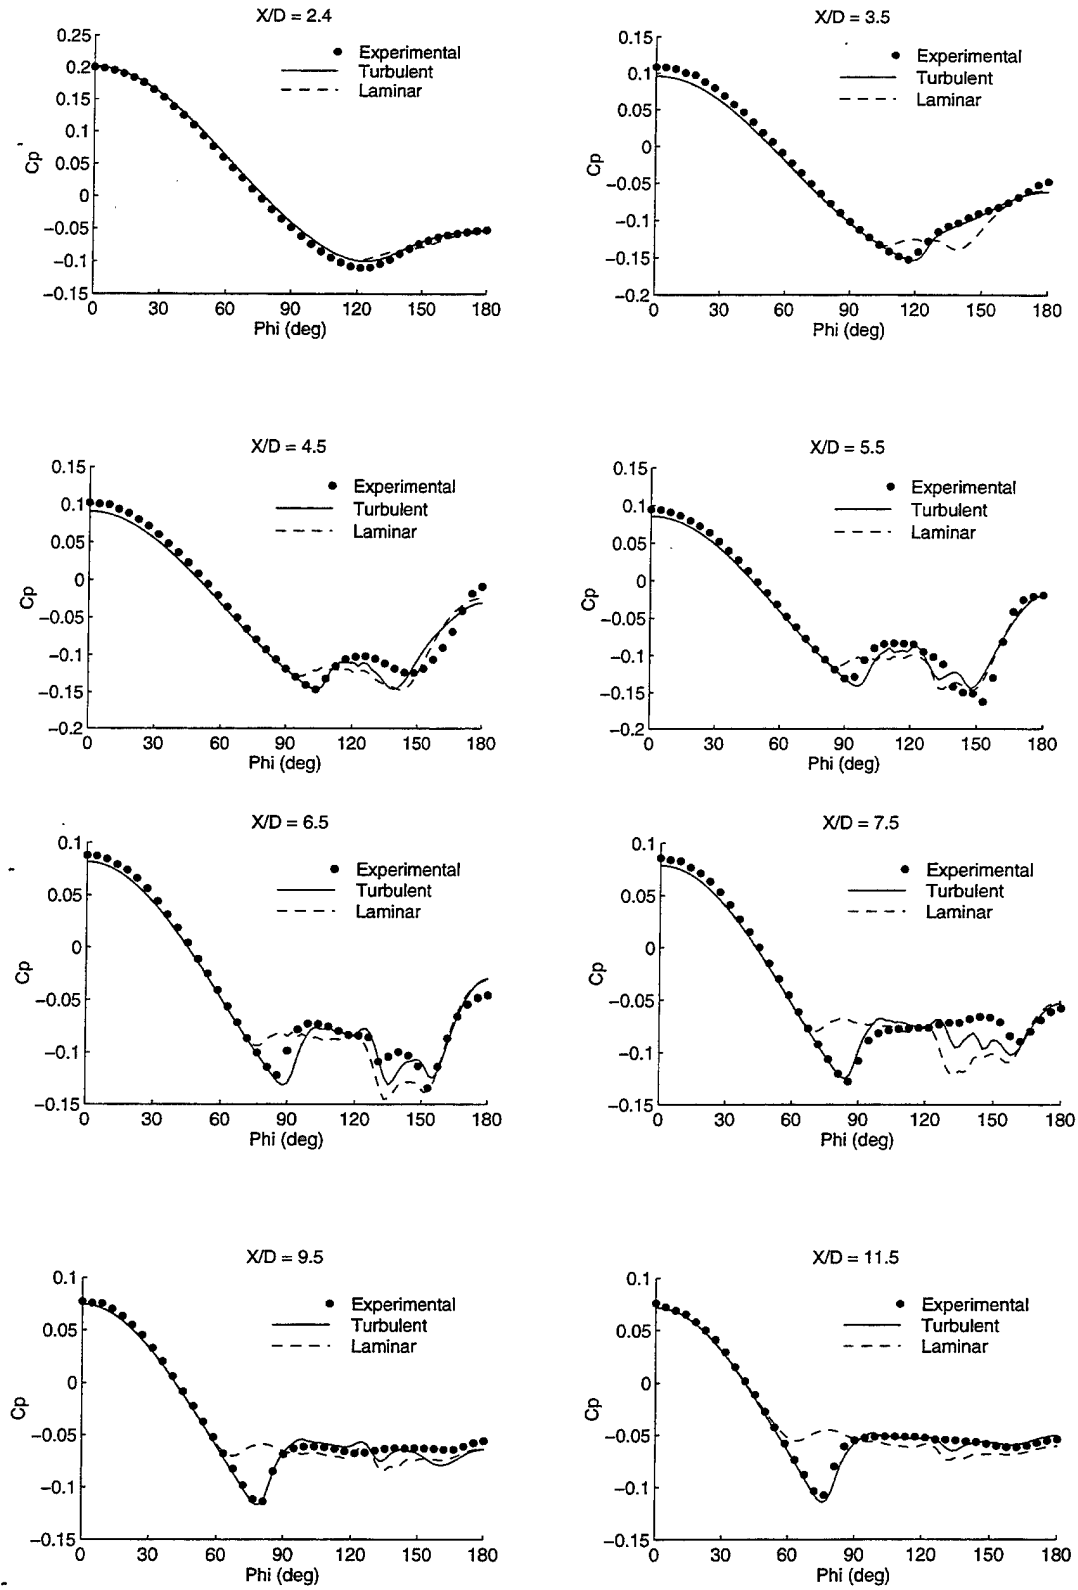 X/D = 2.4
0.25
0.2
0.15
0.1
0.05
0
−0.05
−0.1
−0.15
Cp
0 30 60 90 120 150 180
Phi (deg)
Experimental
Turbulent
Laminar
X/D = 3.5
0.15
0.1
0.05
0
−0.05
−0.1
−0.15
−0.2
Cp
0 30 60 90 120 150 180
Phi (deg)
Experimental
Turbulent
Laminar
X/D = 4.5
0.15
0.1
0.05
0
−0.05
−0.1
−0.15
−0.2
Cp
0 30 60 90 120 150 180
Phi (deg)
Experimental
Turbulent
Laminar
X/D = 5.5
0.15
0.1
0.05
0
−0.05
−0.1
−0.15
−0.2
Cp
0 30 60 90 120 150 180
Phi (deg)
Experimental
Turbulent
Laminar
X/D = 6.5
0.1
0.05
0
−0.05
−0.1
−0.15
Cp
0 30 60 90 120 150 180
Phi (deg)
Experimental
Turbulent
Laminar
X/D = 7.5
0.1
0.05
0
−0.05
−0.1
−0.15
Cp
0 30 60 90 120 150 180
Phi (deg)
Experimental
Turbulent
Laminar
X/D = 9.5
0.1
0.05
0
−0.05
−0.1
−0.15
Cp
0 30 60 90 120 150 180
Phi (deg)
Experimental
Turbulent
Laminar
X/D = 11.5
0.1
0.05
0
−0.05
−0.1
−0.15
Cp
0 30 60 90 120 150 180
Phi (deg)
Experimental
Turbulent
Laminar